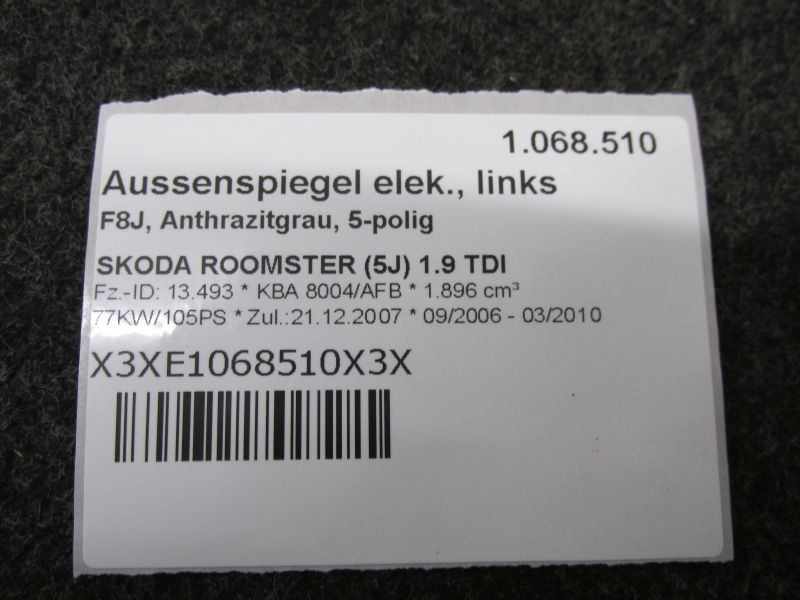 1.068.510
Aussenspiegel elek., links
F8J, Anthrazitgrau, 5-polig
SKODA ROOMSTER (5J) 1.9 TDI
Fz.-ID: 13.493 * KBA 8004/AFB * 1.896 cm³
77KW/105PS * Zul.:21.12.2007 * 09/2006 - 03/2010
X3XE1068510X3X